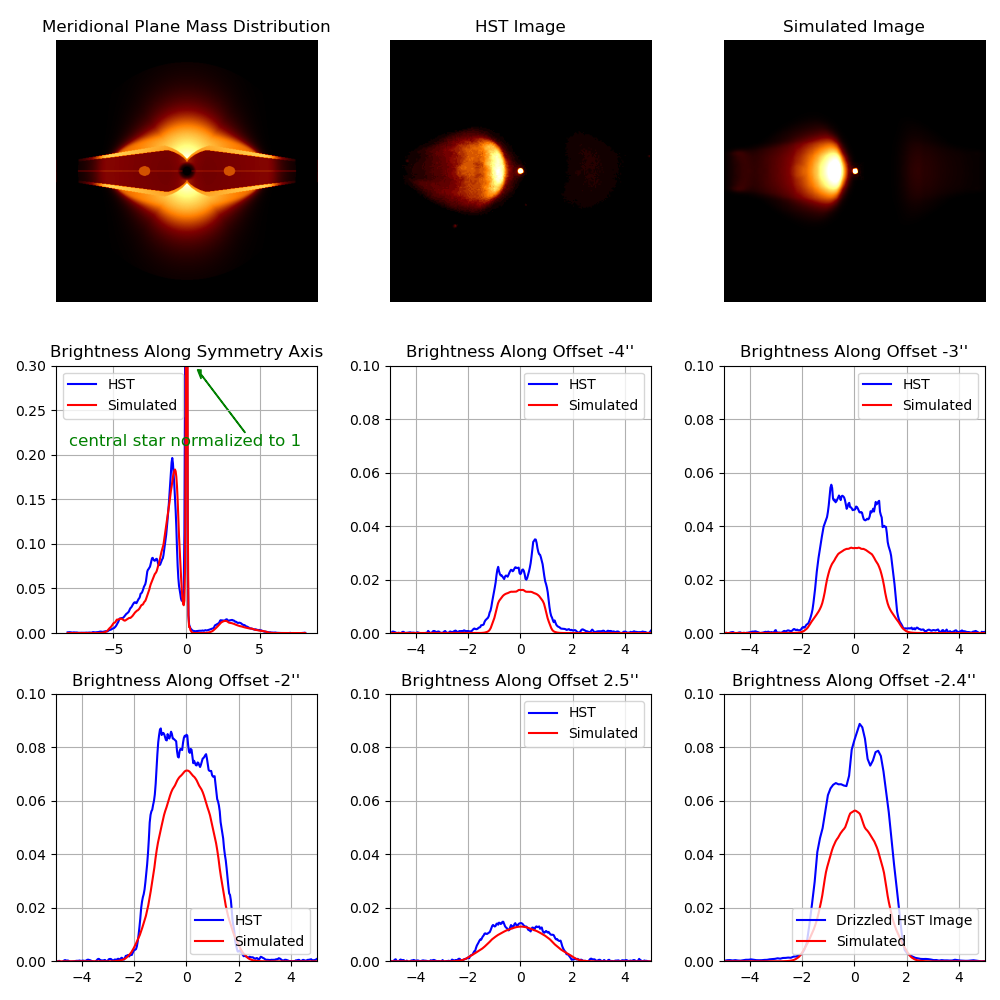 Meridional Plane Mass Distribution
HST Image
Simulated Image
Brightness Along Symmetry Axis
0.30
0.25
0.20
0.15
0.10
0.05
0.00
−5
0
5
HST
Simulated
central star normalized to 1
Brightness Along Offset -4''
0.10
0.08
0.06
0.04
0.02
0.00
−4
−2
0
2
4
HST
Simulated
Brightness Along Offset -3''
0.10
0.08
0.06
0.04
0.02
0.00
−4
−2
0
2
4
HST
Simulated
Brightness Along Offset -2''
0.10
0.08
0.06
0.04
0.02
0.00
−4
−2
0
2
4
HST
Simulated
Brightness Along Offset 2.5''
0.10
0.08
0.06
0.04
0.02
0.00
−4
−2
0
2
4
HST
Simulated
Brightness Along Offset -2.4''
0.10
0.08
0.06
0.04
0.02
0.00
−4
−2
0
2
4
Drizzled HST Image
Simulated